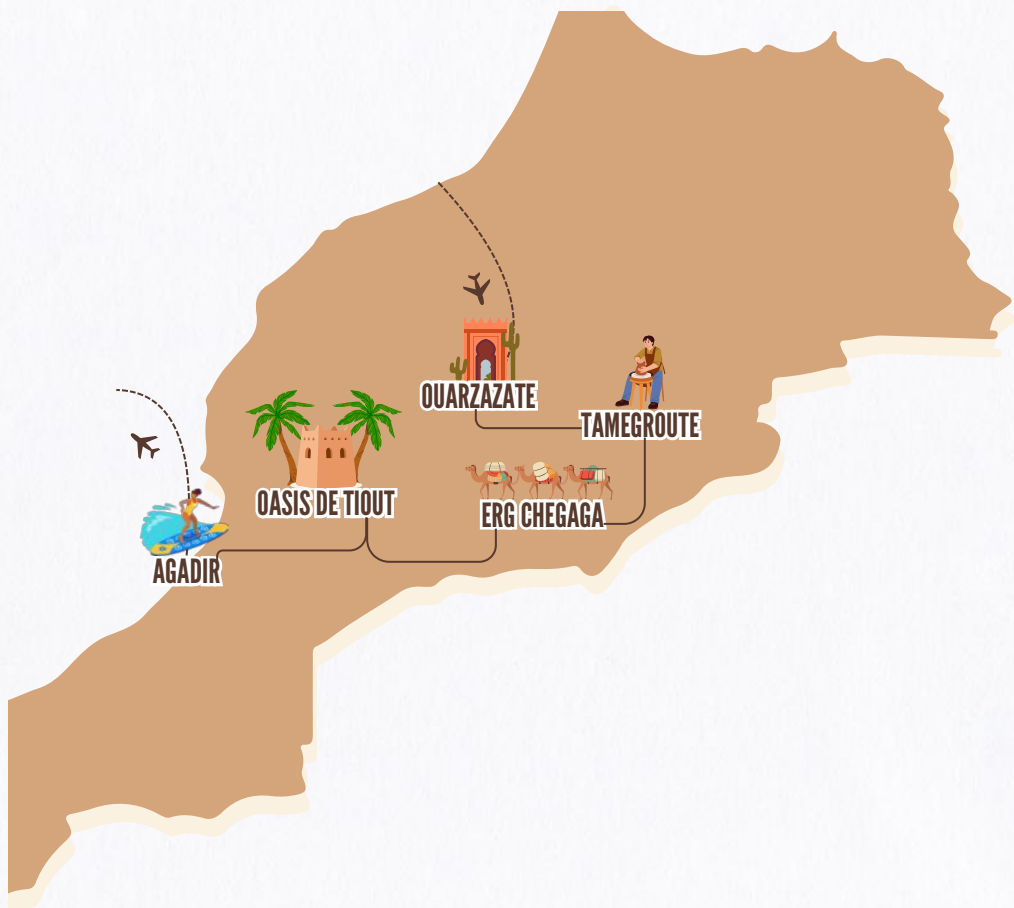 OUARZAZATE
TAMEGROUTE
OASIS DE TIOUT
ERG CHEGAGA
AGADIR